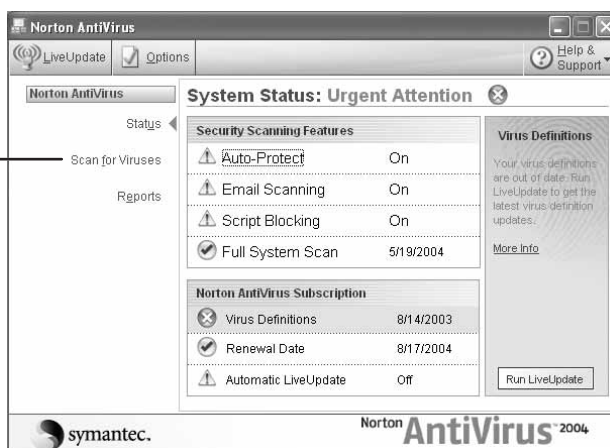 Norton AntiVirus
LiveUpdate Options Help & Support
Norton AntiVirus
Status
Scan for Viruses
Reports
System Status: Urgent Attention
Security Scanning Features
Auto-Protect On
Email Scanning On
Script Blocking On
Full System Scan 5/19/2004
Norton AntiVirus Subscription
Virus Definitions 8/14/2003
Renewal Date 8/17/2004
Automatic LiveUpdate Off
Virus Definitions
Your virus definitions
are out of date. Run
LiveUpdate to get the
latest virus definition
updates.
More Info
Run LiveUpdate
symantec.
Norton AntiVirus 2004